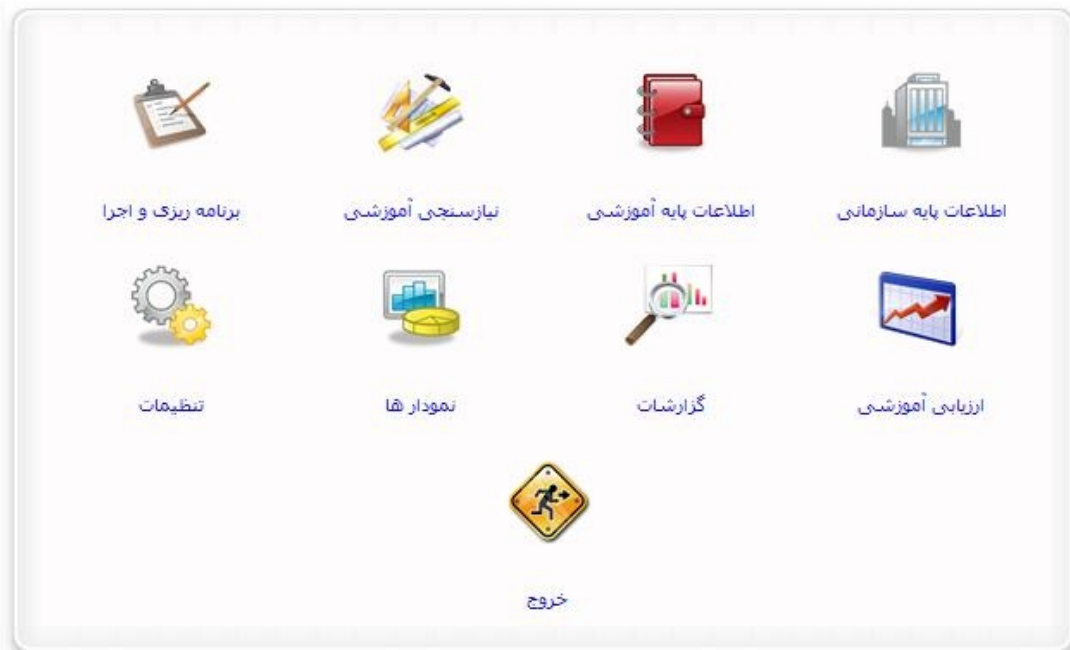 اطلاعات پایه سازمانی
اطلاعات پایه آموزشی
نیازسنجی آموزشی
برنامه ریزی و اجرا
ارزیابی آموزشی
گزارشات
نمودار ها
تنظیمات
خروج